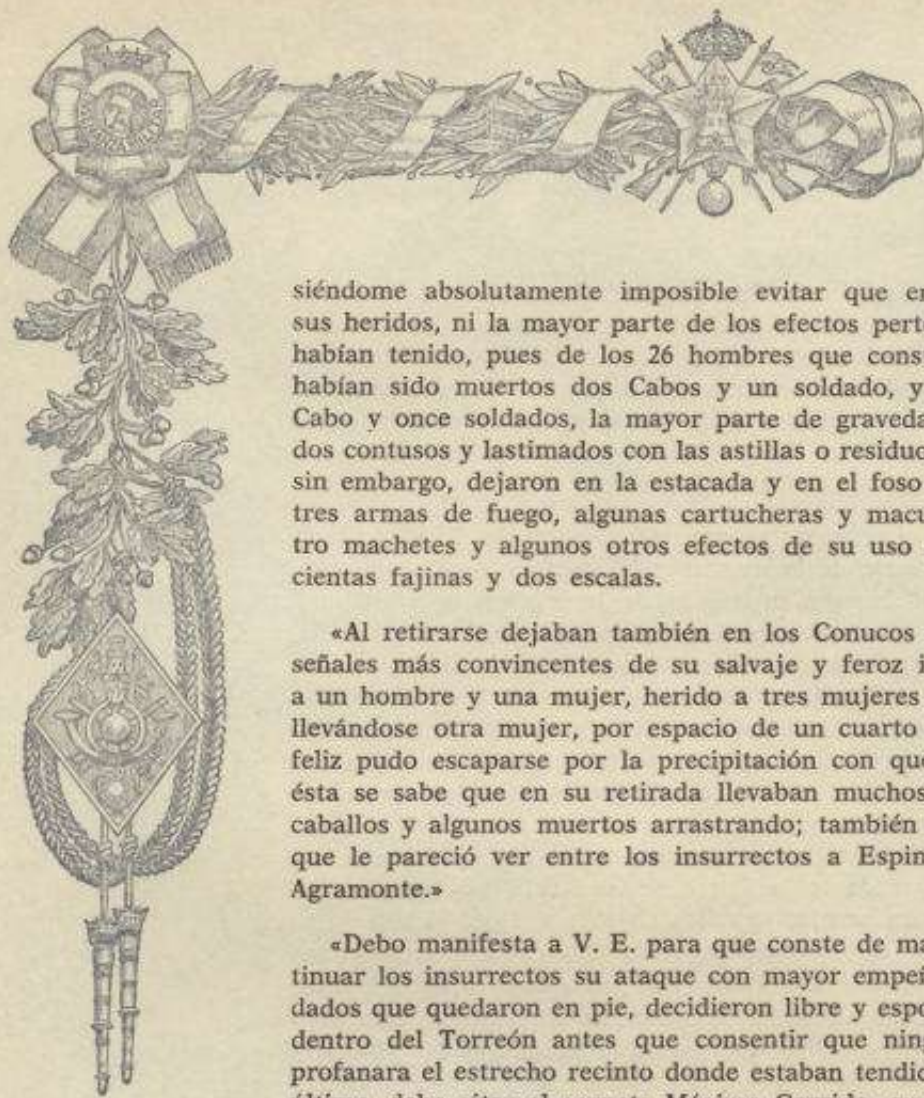 siéndome absolutamente imposible evitar que en
sus heridos, ni la mayor parte de los efectos pert
habían tenido, pues de los 26 hombres que cons
habían sido muertos dos Cabos y un soldado, y
Cabo y once soldados, la mayor parte de graveda
dos contusos y lastimados con las astillas o residuo
sin embargo, dejaron en la estacada y en el foso
tres armas de fuego, algunas cartucheras y macu
tro machetes y algunos otros efectos de su uso
cientas fajinas y dos escalas.
«Al retirarse dejaban también en los Conucos
señales más convincentes de su salvaje y feroz i
a un hombre y una mujer, herido a tres mujeres
llevándose otra mujer, por espacio de un cuarto
feliz pudo escaparse por la precipitación con que
ésta se sabe que en su retirada llevaban muchos
caballos y algunos muertos arrastrando; también
que le pareció ver entre los insurrectos a Espin
Agramonte.»
«Debo manifesta a V. E. para que conste de ma
tinuar los insurrectos su ataque con mayor empeñ
dados que quedaron en pie, decidieron libre y espo
dentro del Torreón antes que consentir que nin
profanara el estrecho recinto donde estaban tendid